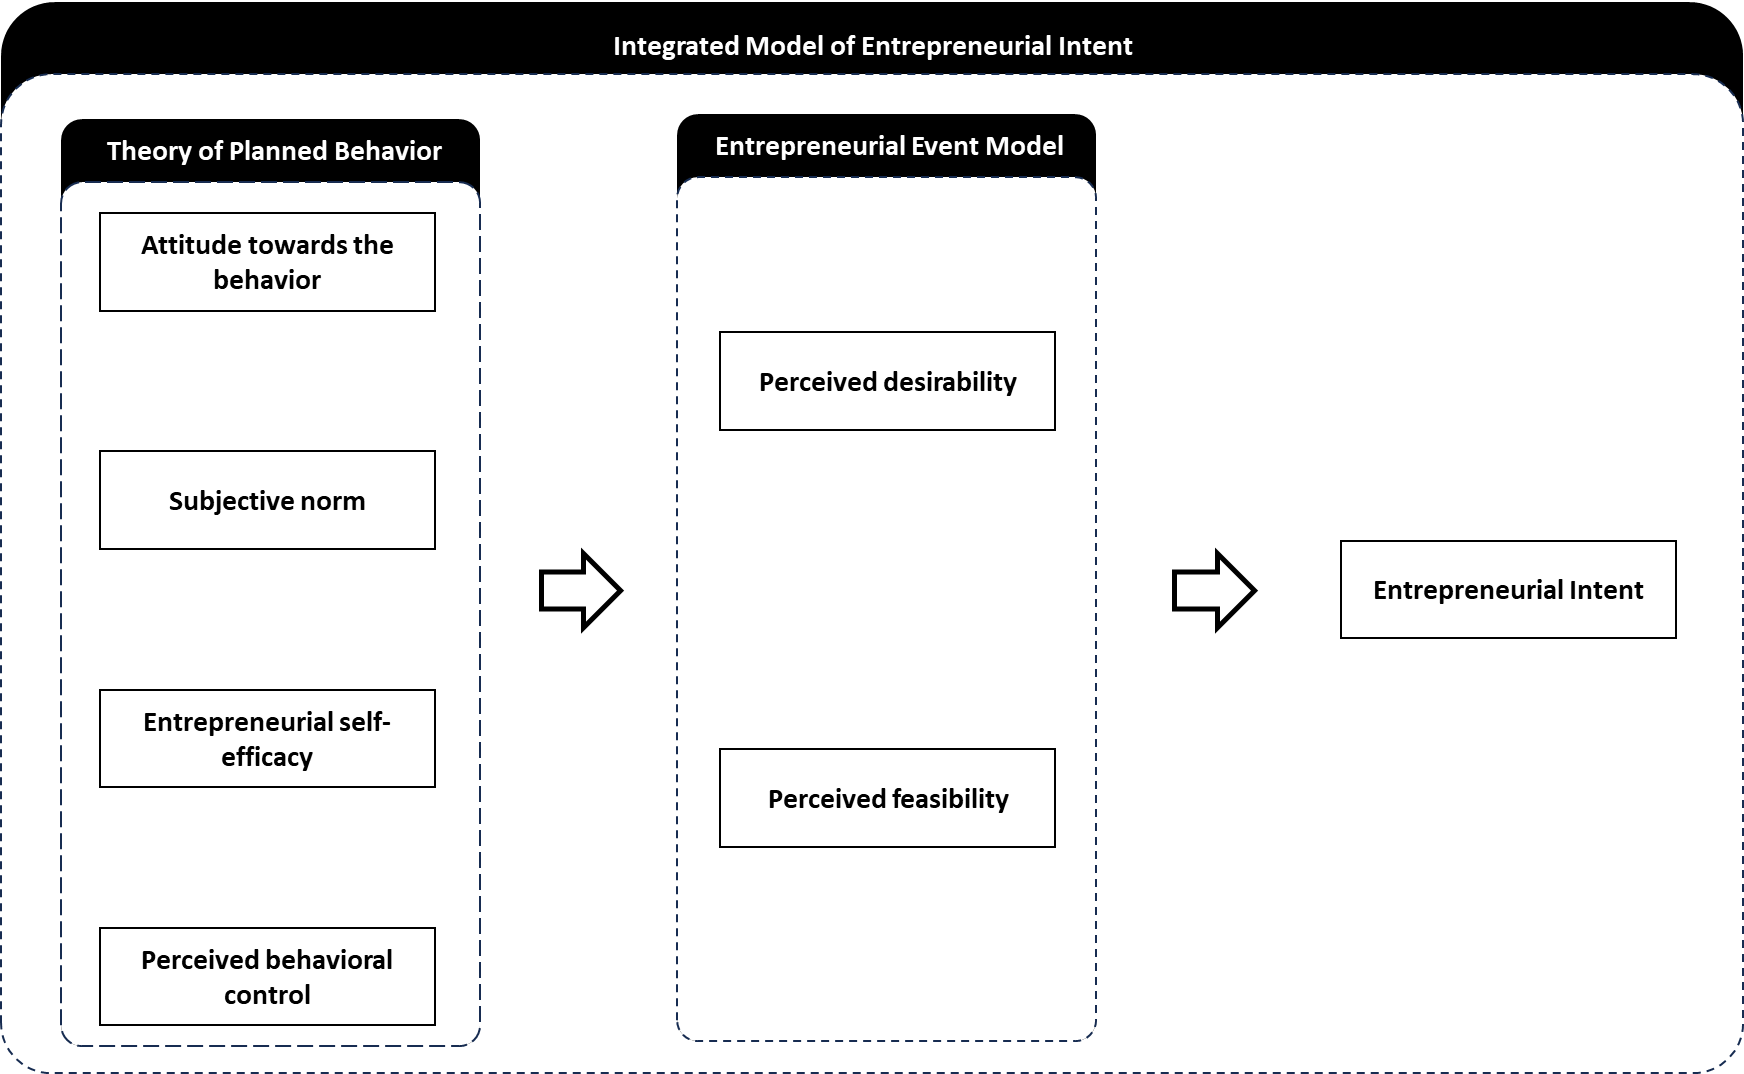 Integrated Model of Entrepreneurial Intent
Theory of Planned Behavior
Attitude towards the
behavior
Subjective norm
Entrepreneurial self-
efficacy
Perceived behavioral
control
Entrepreneurial Event Model
Perceived desirability
Perceived feasibility
Entrepreneurial Intent